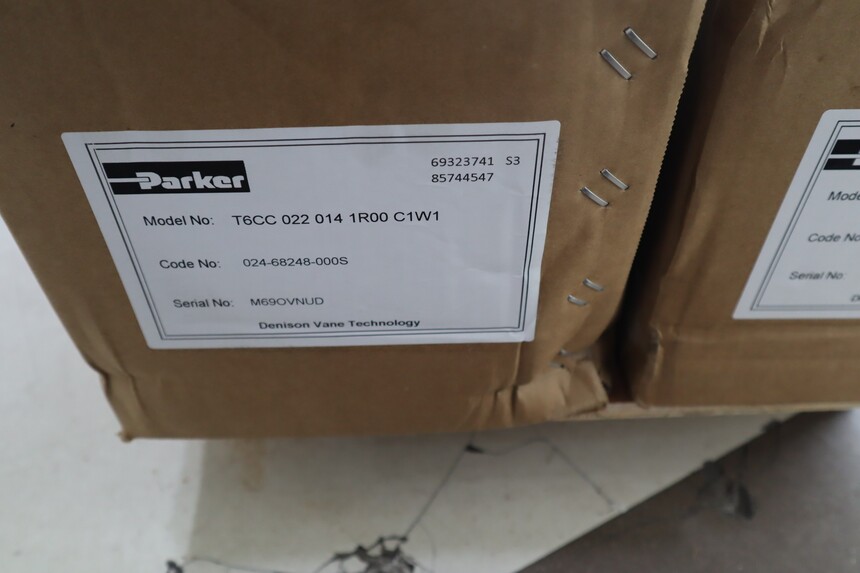 Parker
69323741 S3
85744547
Model No: T6CC 022 014 1R00 C1W1
Code No: 024-68248-000S
Serial No: M69OVNUD
Denison Vane Technology
Code No
Serial No: